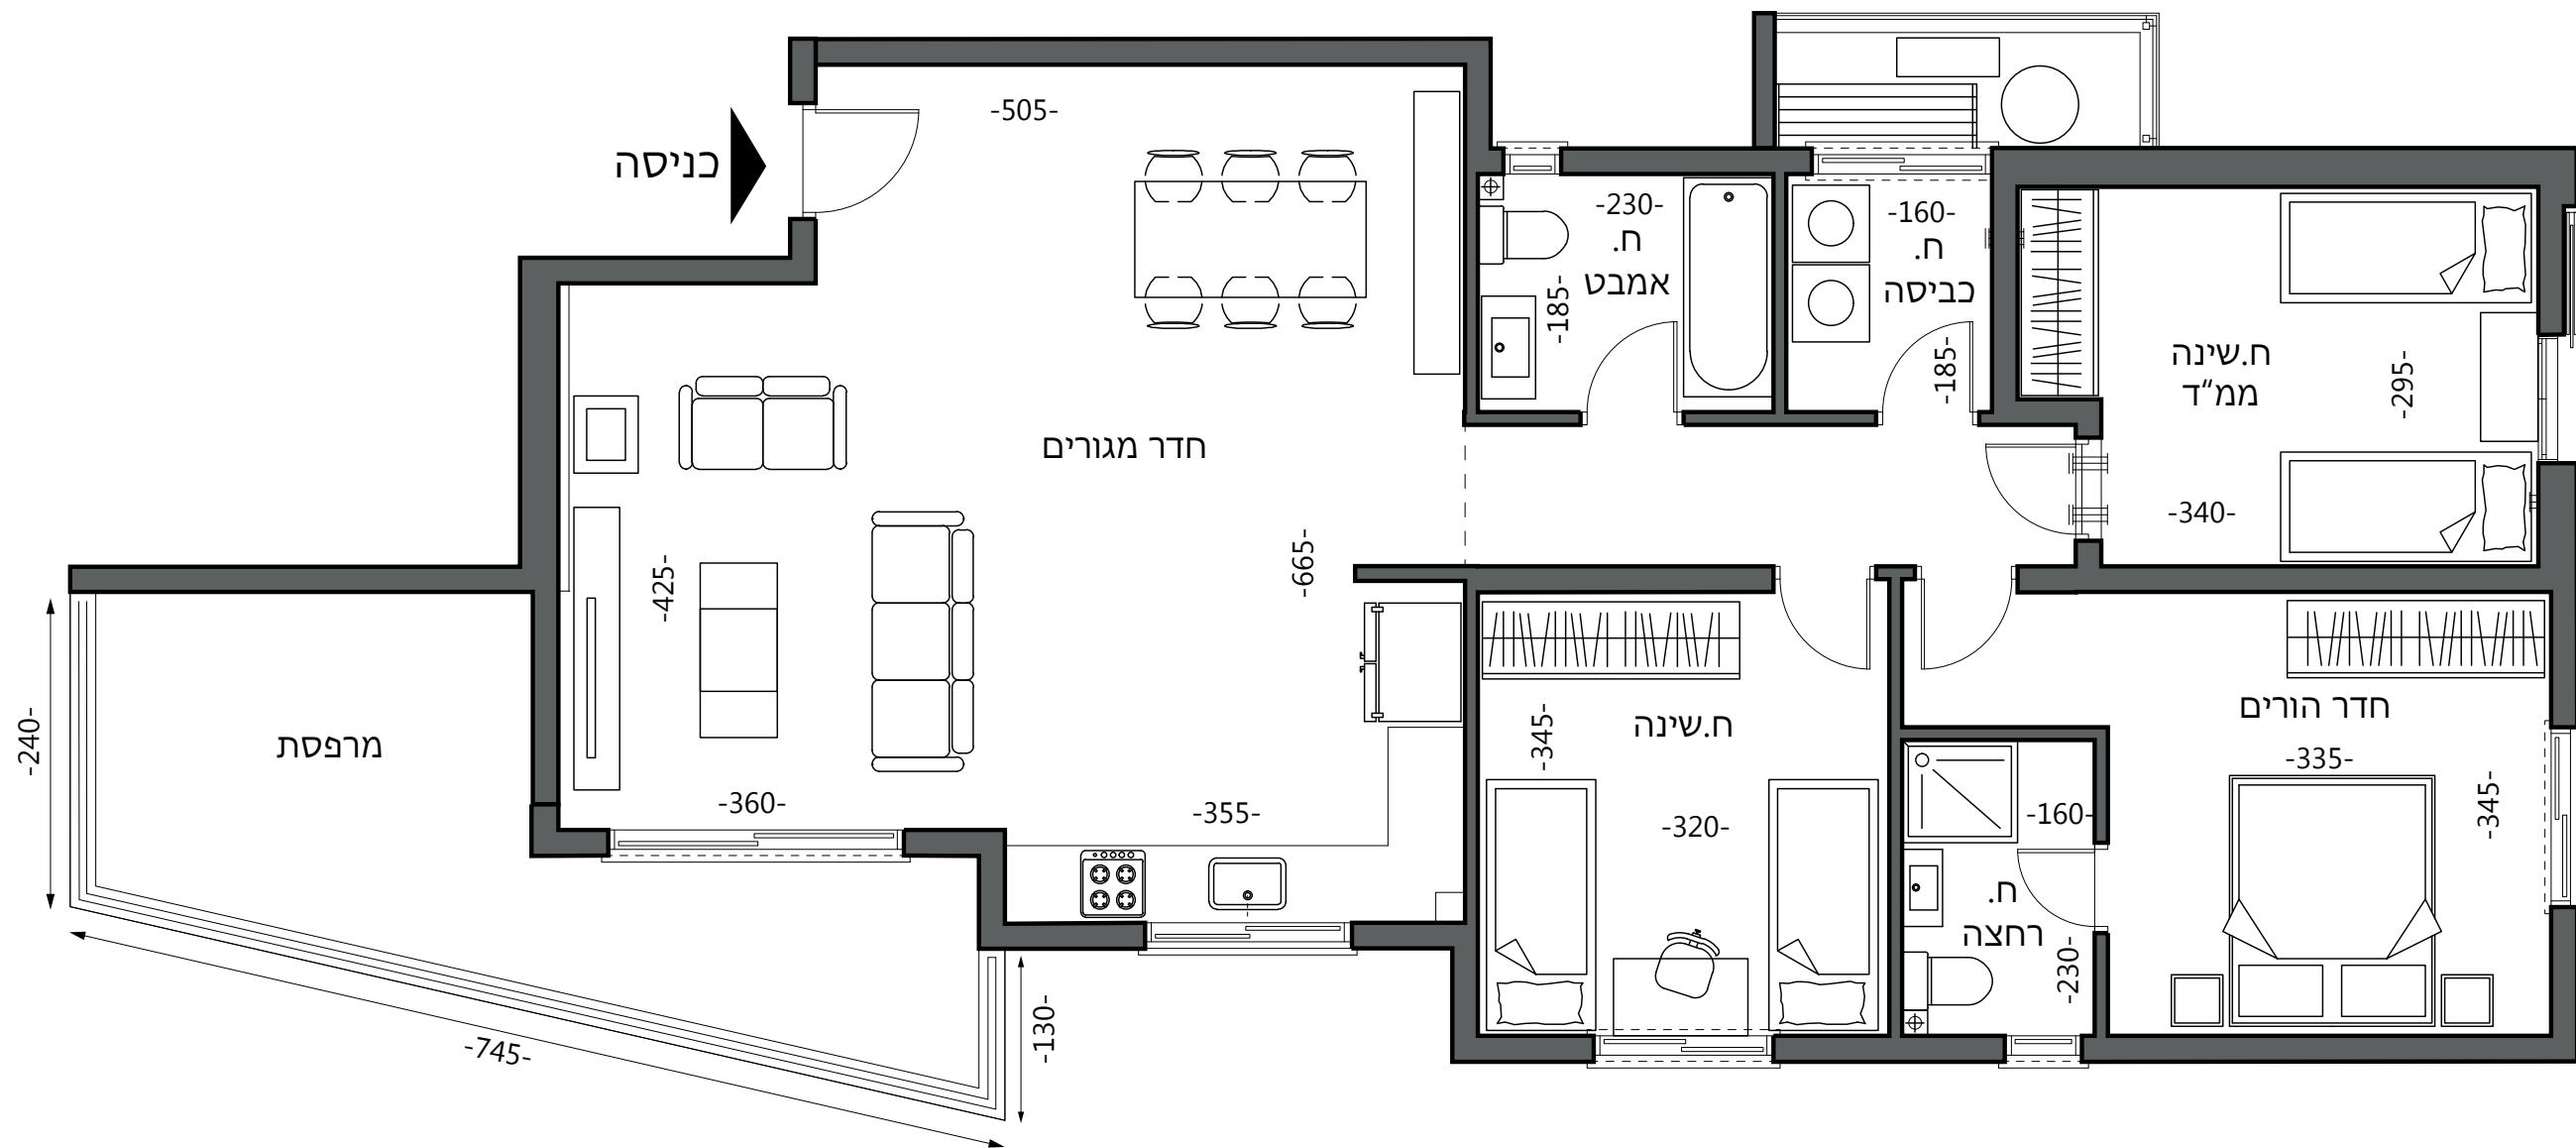 -505-
כניסה
-230-
ח.
אמבט
-185-
-160-
ח.
כביסה
-185-
ח.שינה
ממ"ד
-295-
-340-
חדר מגורים
-665-
-425-
-360-
-355-
מרפסת
-240-
-745-
-130-
ח.שינה
-345-
-320-
חדר הורים
-335-
-345-
-160-
ח.
רחצה
-230-